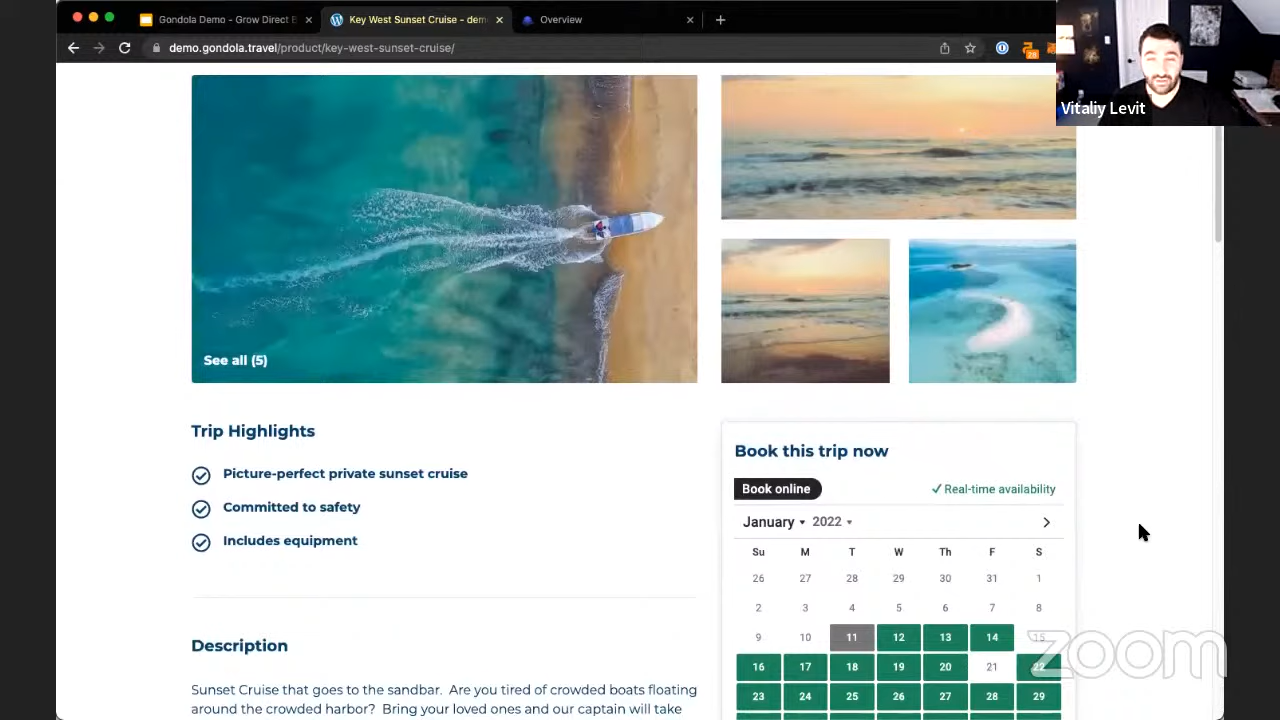 Gondola Demo - Grow Direct B
Key West Sunset Cruise - dem
Overview
demo.gondola.travel/product/key-west-sunset-cruise/
28
Vitaliy Levit
See all (5)
Trip Highlights
Picture-perfect private sunset cruise
Committed to safety
Includes equipment
Description
Sunset Cruise that goes to the sandbar. Are you tired of crowded boats floating
around the crowded harbor? Bring your loved ones and our captain will take
Book this trip now
Book online
Real-time availability
January 2022
Su M T W Th F S
26 27 28 29 30 31 1
2 3 4 5 6 7 8
9 10 11 12 13 14 15
16 17 18 19 20 21 22
23 24 25 26 27 28 29
zoom